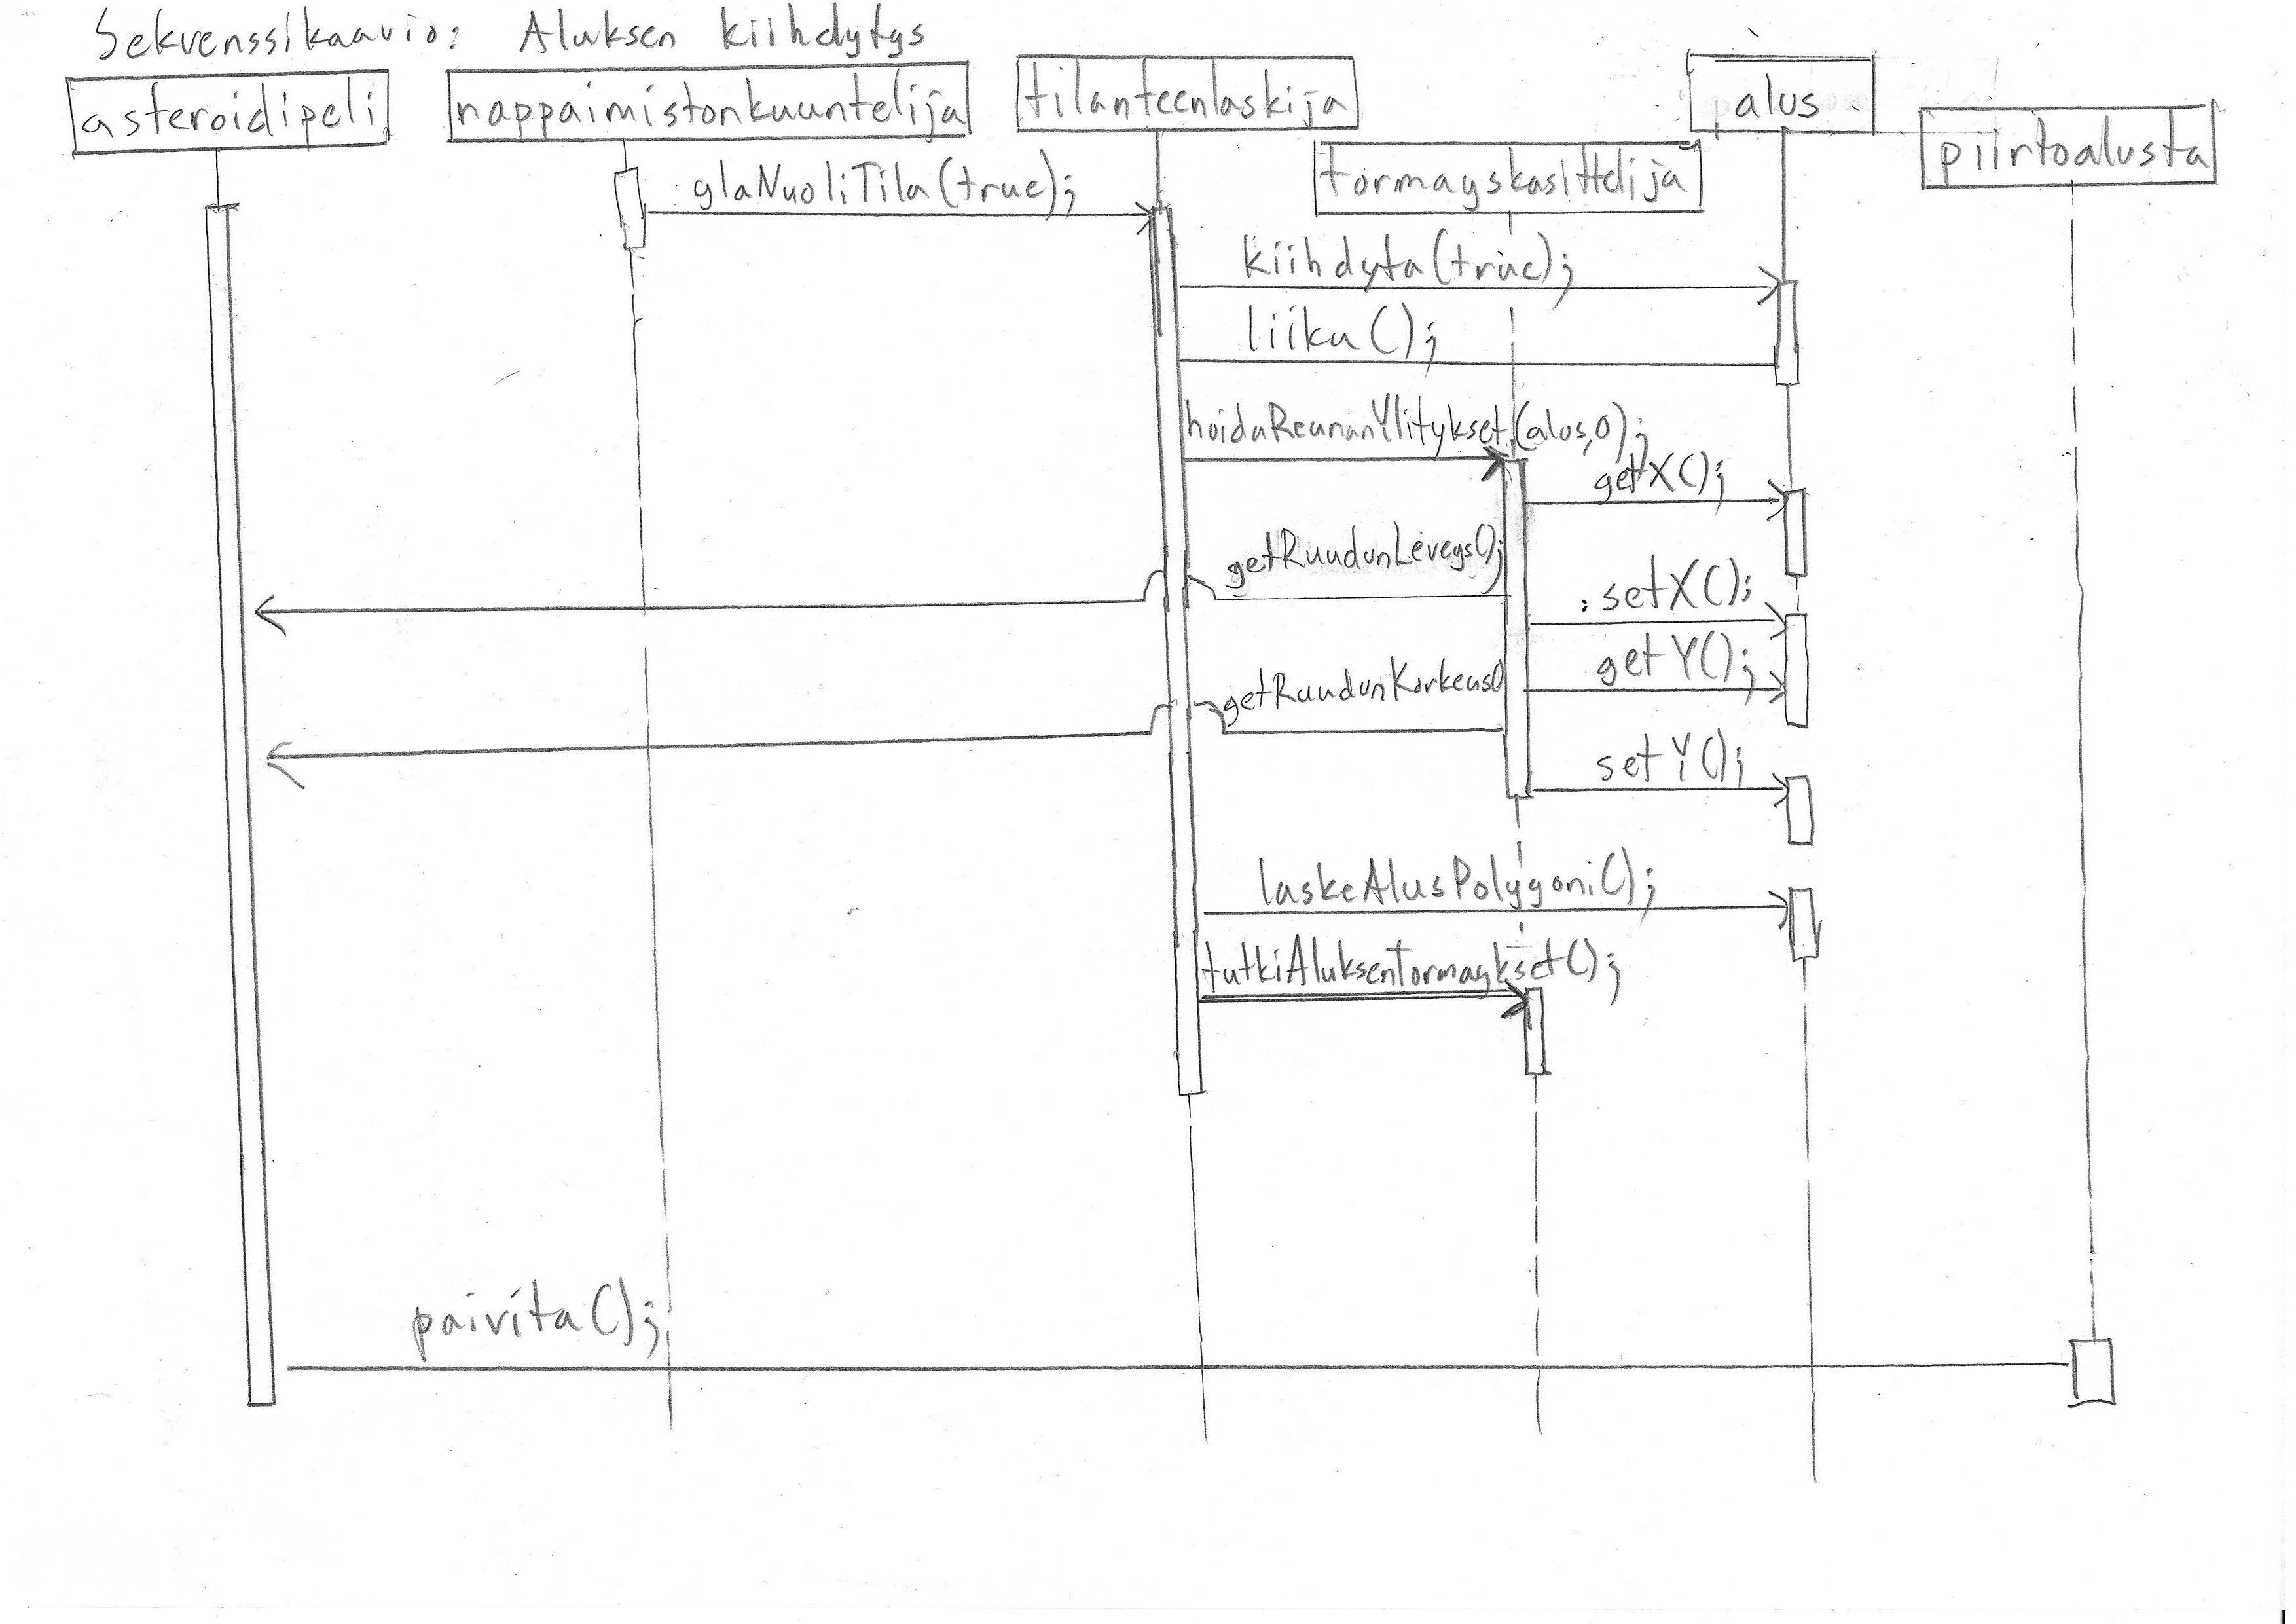 Sekvenssikaavio: Aluksen kiihdytys
asteroidipeli
nappaimistonkuuntelija
tilanteenlaskija
tormayskasittelija
alus
piirtoalusta
ylaNuoliTila(true);
kiihdyta(true);
liiku();
hoidaReunanYlitykset(alus,0);
getX();
getRuudunLeveys();
setX();
getY();
getRuudunKorkeus()
setY();
laskeAlusPolygoni();
tutkiAluksenTormaykset();
paivita();